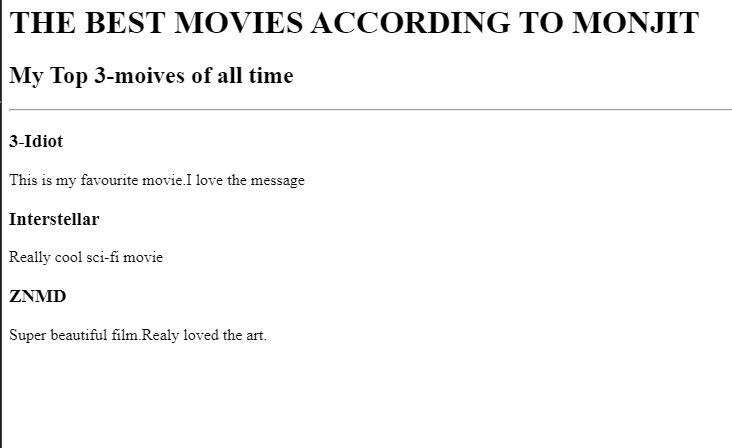 THE BEST MOVIES ACCORDING TO MONJIT
My Top 3-moives of all time
3-Idiot
This is my favourite movie.I love the message
Interstellar
Really cool sci-fi movie
ZNMD
Super beautiful film.Realy loved the art.